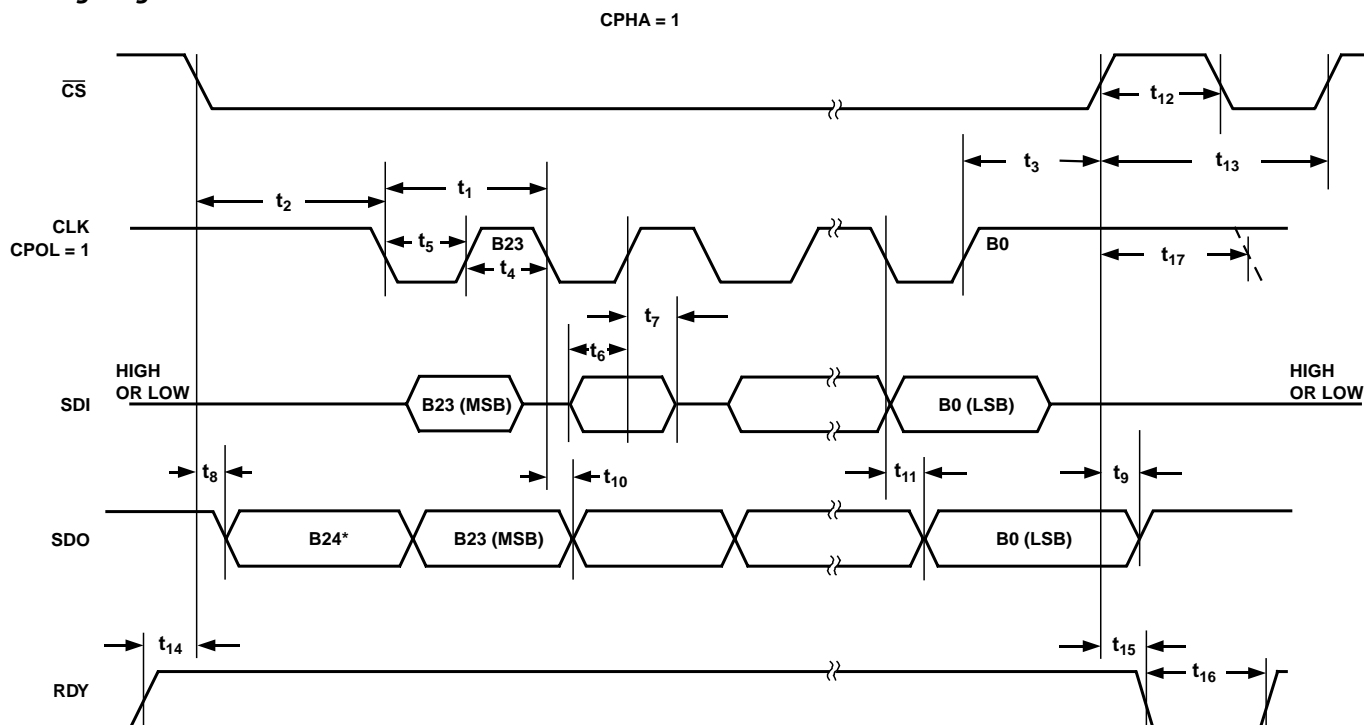 CPHA = 1
CS
t12
t3
t13
t1
t2
CLK
CPOL = 1
t5
B23
t4
B0
t17
t7
t6
HIGH
OR LOW
HIGH
OR LOW
SDI
B23 (MSB)
B0 (LSB)
t8
t10
t11
t9
SDO
B24*
B23 (MSB)
B0 (LSB)
t14
t15
t16
RDY